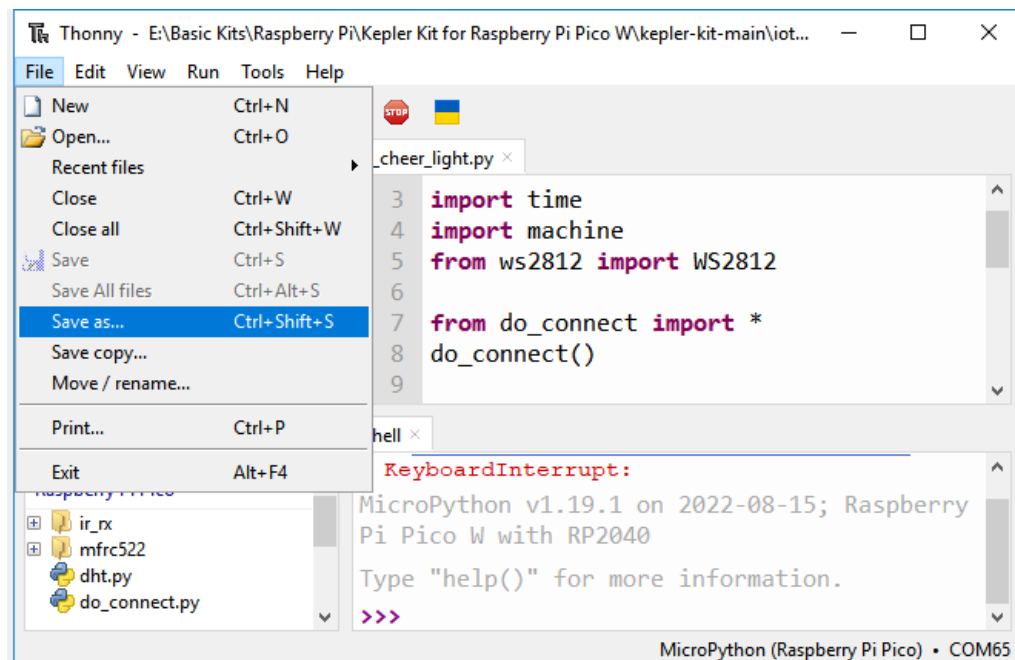 Thonny - E:\Basic Kits\Raspberry Pi\Kepler Kit for Raspberry Pi Pico W\kepler-kit-main\iot...
File Edit View Run Tools Help
New Ctrl+N
Open... Ctrl+O
Recent files
Close Ctrl+W
Close all Ctrl+Shift+W
Save Ctrl+S
Save All files Ctrl+Alt+S
Save as... Ctrl+Shift+S
Save copy...
Move / rename...
Print... Ctrl+P
Exit Alt+F4
STOP
_cheer_light.py
3 import time
4 import machine
5 from ws2812 import WS2812
6
7 from do_connect import *
8 do_connect()
9
hell
KeyboardInterrupt:
MicroPython v1.19.1 on 2022-08-15; Raspberry
Pi Pico W with RP2040
Type "help()" for more information.
>>>
Raspberry Pi Pico
ir_rx
mfrc522
dht.py
do_connect.py
MicroPython (Raspberry Pi Pico) • COM65